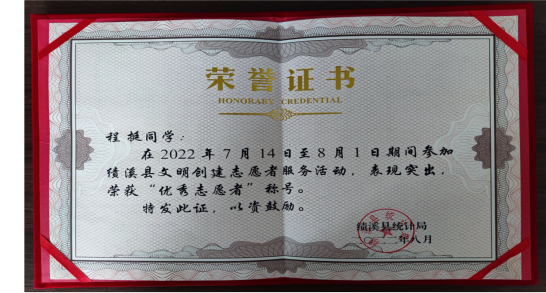 荣誉证书
HONORARY CREDENTIAL
程挺同学：
在2022年7月14日至8月1日期间参加
绩溪县文明创建志愿者服务活动，表现突出，
荣获“优秀志愿者”称号。
特发此证，以资鼓励。
绩溪县统计局
二〇二二年八月